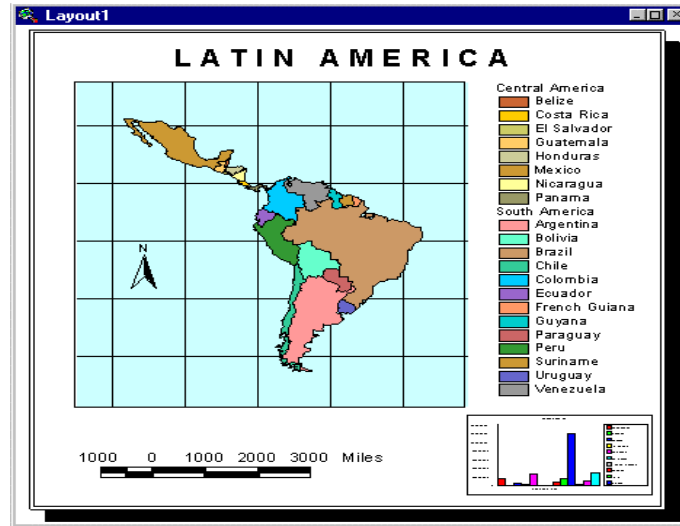 Layout1
LATIN AMERICA
Central America
Belize
Costa Rica
El Salvador
Guatemala
Honduras
Mexico
Nicaragua
Panama
South America
Argentina
Bolivia
Brazil
Chile
Colombia
Ecuador
French Guiana
Guyana
Paraguay
Peru
Suriname
Uruguay
Venezuela
N
1000 0 1000 2000 3000 Miles